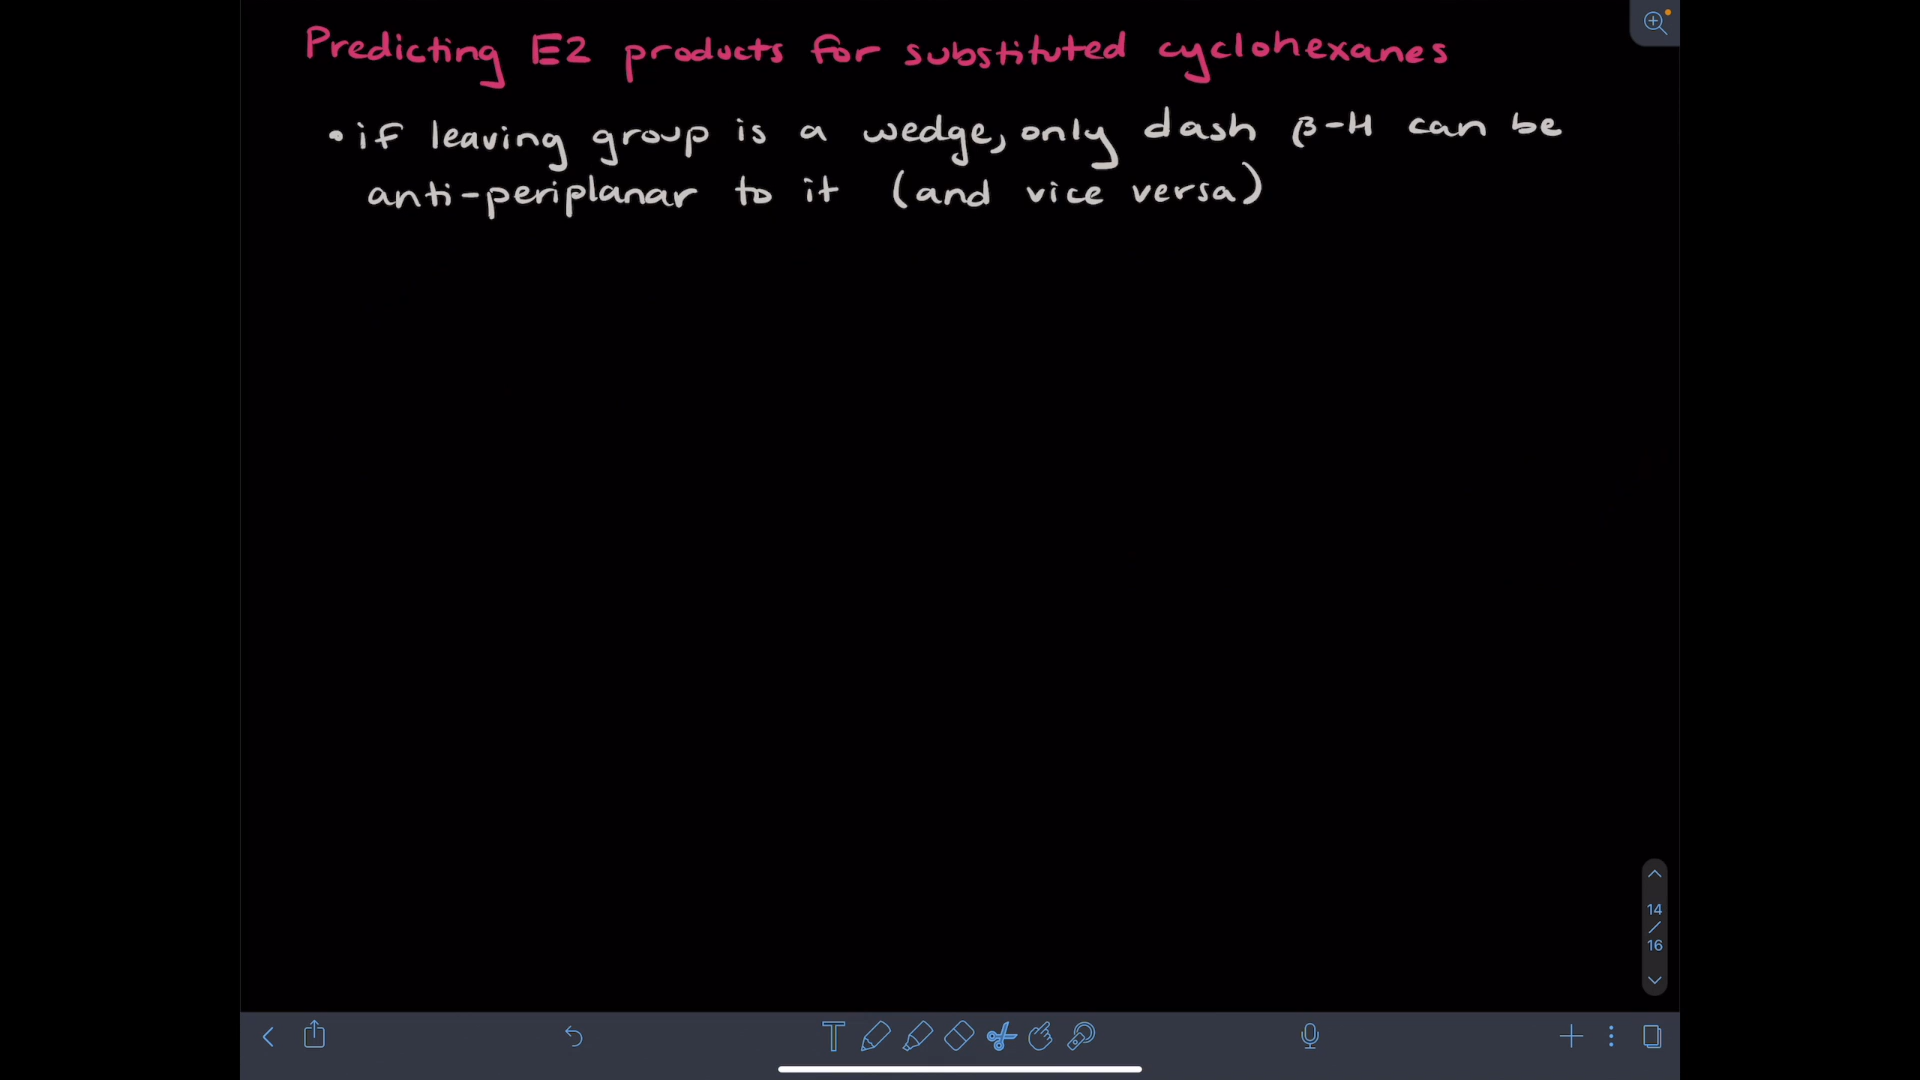 Predicting E2 products for substituted cyclohexanes
• if leaving group is a wedge, only dash β-H can be
anti-periplanar to it (and vice versa)
14
/
16
T